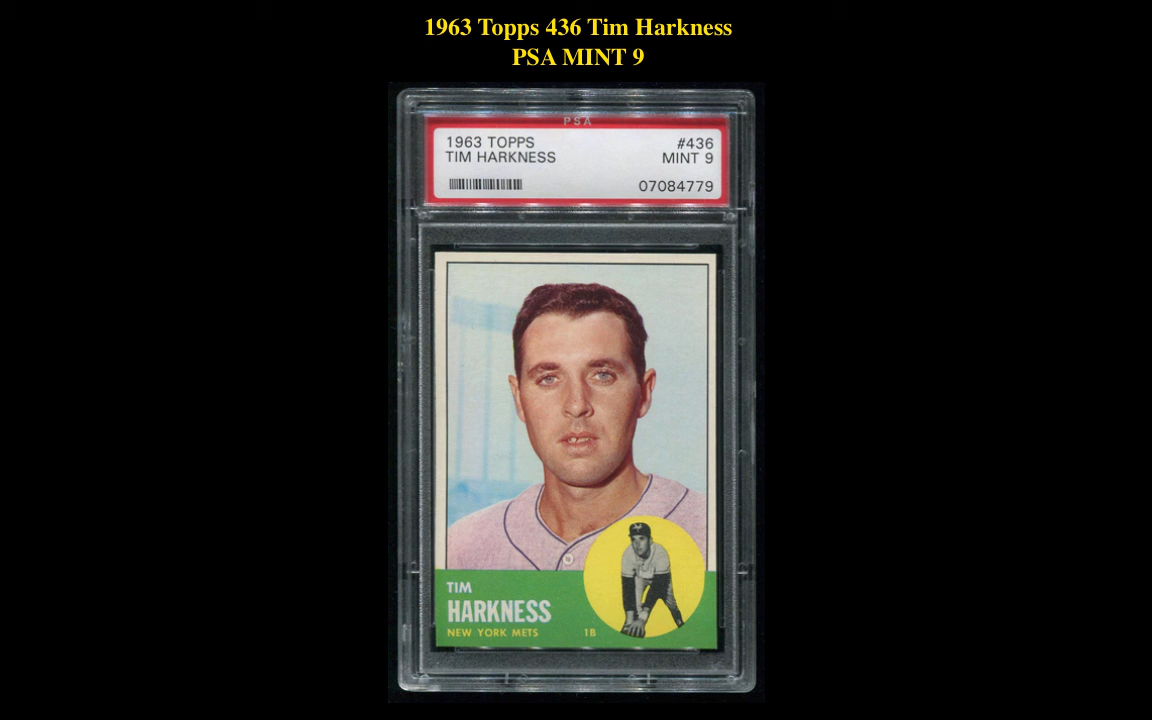 1963 Topps 436 Tim Harkness
PSA MINT 9
PSA
1963 TOPPS #436
TIM HARKNESS MINT 9
07084779
TIM
HARKNESS
NEW YORK METS 1B